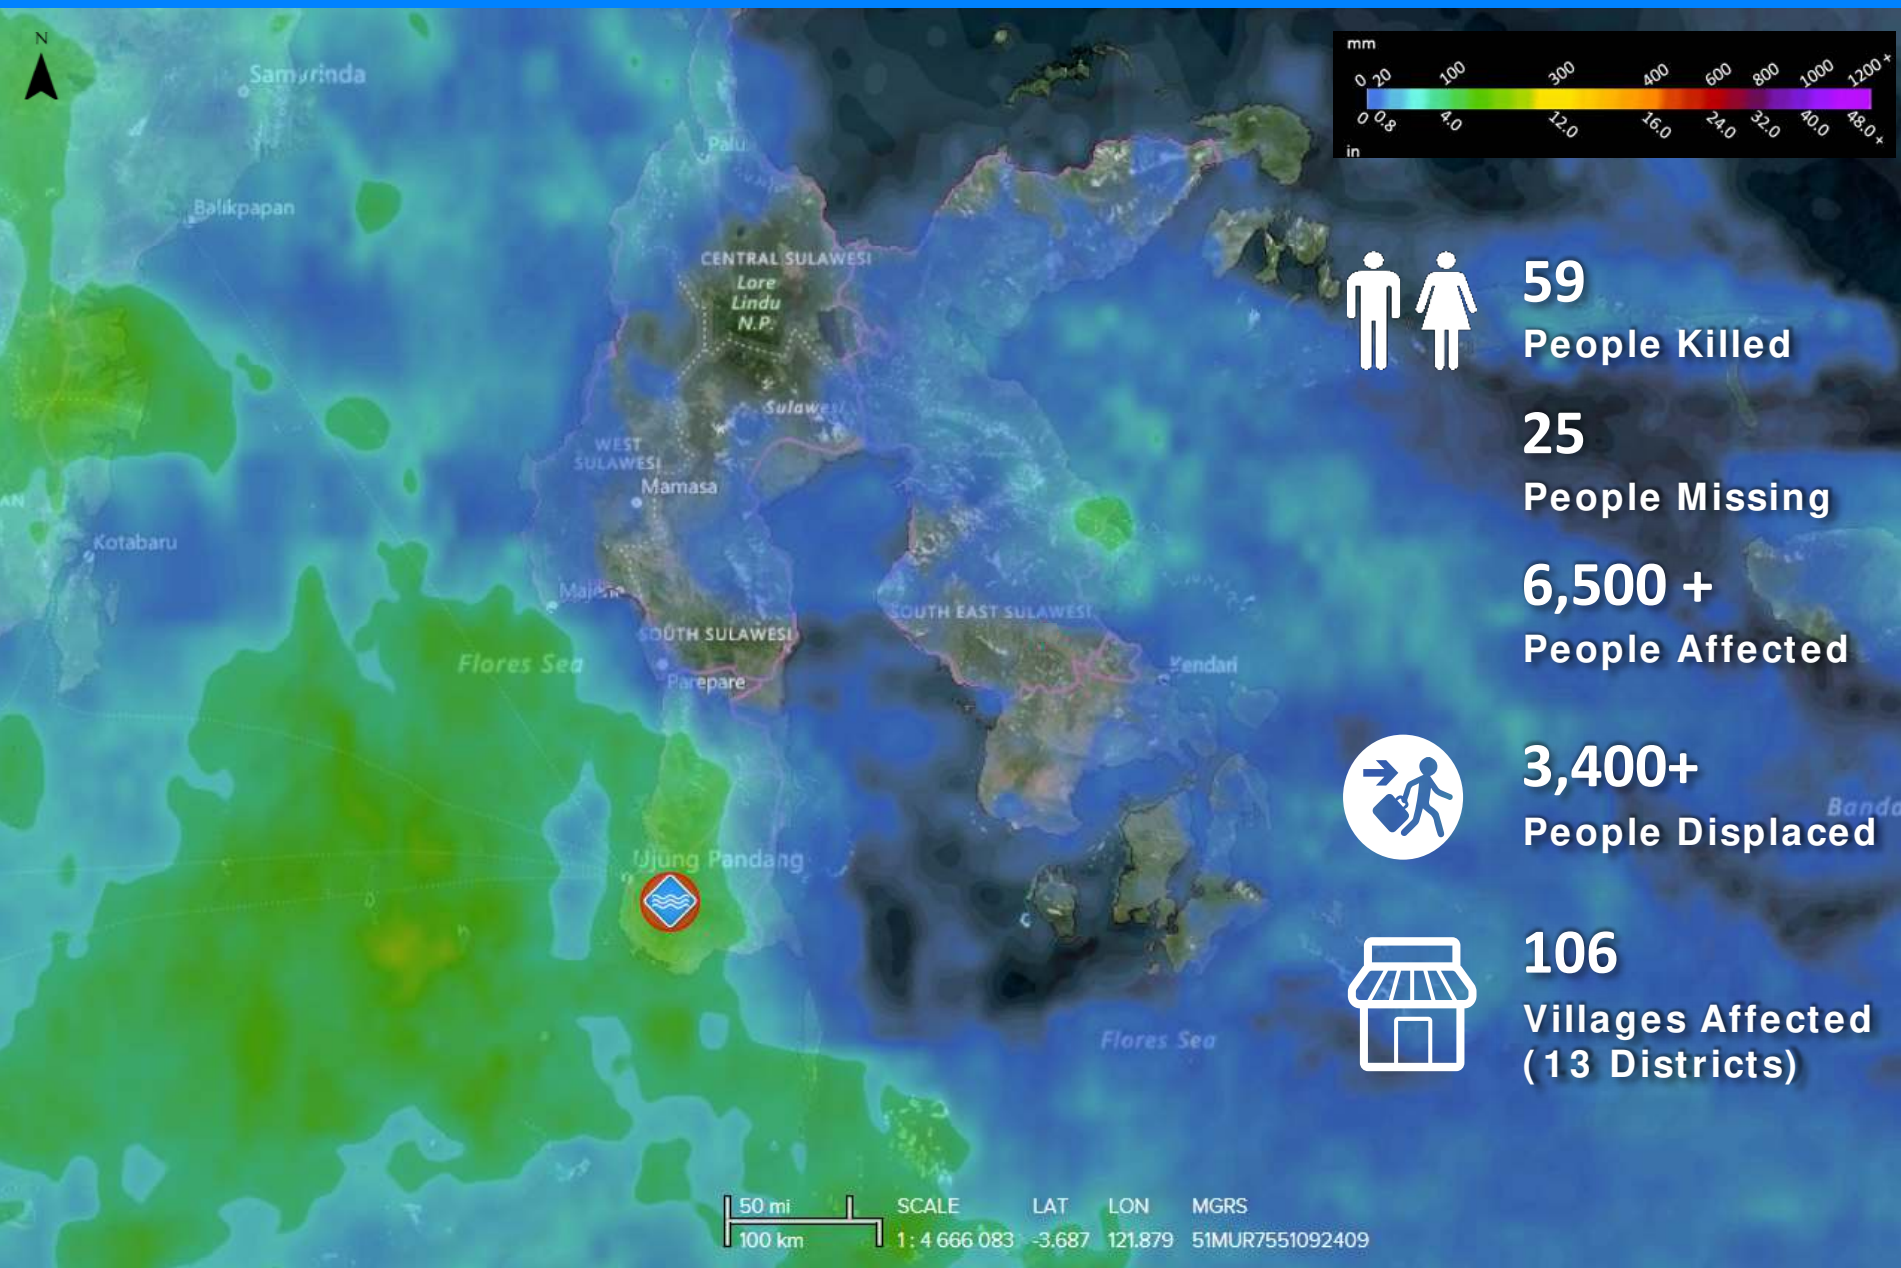 N
Samarinda
Balikpapan
Palu
CENTRAL SULAWESI
Lore
Lindu
N.P.
Sulawesi
WEST
SULAWESI
Mamasa
AN
Kotabaru
Majene
SOUTH EAST SULAWESI
SOUTH SULAWESI
Flores Sea
Kendari
Parepare
Ujung Pandang
Flores Sea
Banda
mm
0 20 100 300 400 600 800 1000 1200+
0 0.8 4.0 12.0 16.0 24.0 32.0 40.0 48.0+
in
59
People Killed
25
People Missing
6,500 +
People Affected
3,400+
People Displaced
106
Villages Affected
(13 Districts)
50 mi
100 km
SCALE LAT LON MGRS
1 : 4 666 083 -3.687 121.879 51MUR7551092409